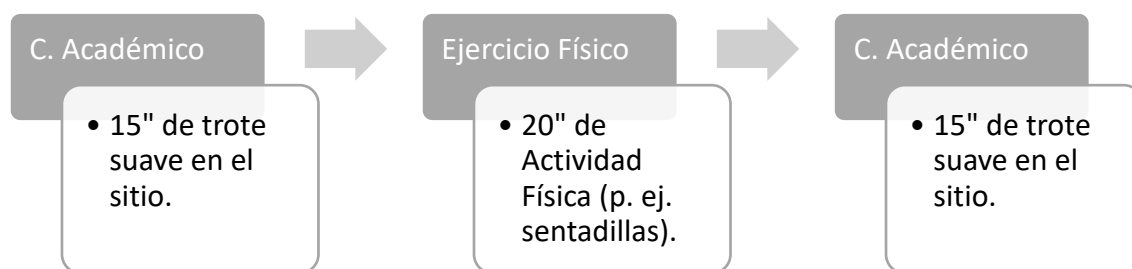 C. Académico
• 15" de trote
suave en el
sitio.
Ejercicio Físico
• 20" de
Actividad
Física (p. ej.
sentadillas).
C. Académico
• 15" de trote
suave en el
sitio.